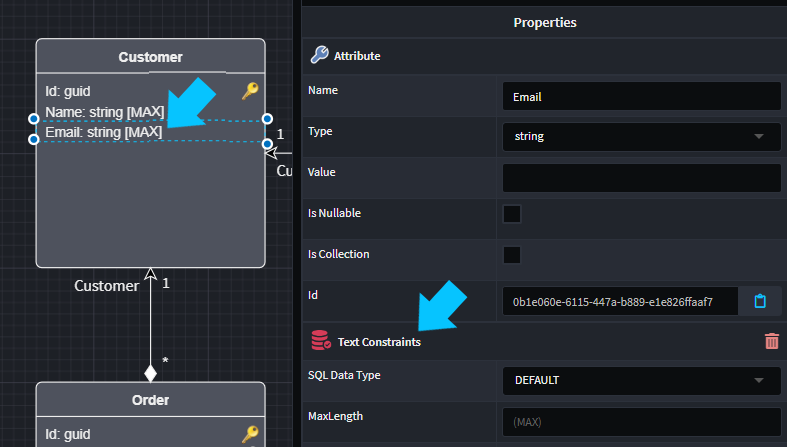 Customer
Id: guid
Name: string [MAX]
Email: string [MAX]
1
Cu
Customer
1
*
Order
Id: guid
Properties
Attribute
Name
Email
Type
string
Value
Is Nullable
Is Collection
Id
0b1e060e-6115-447a-b889-e1e826ffaaf7
Text Constraints
SQL Data Type
DEFAULT
MaxLength
(MAX)